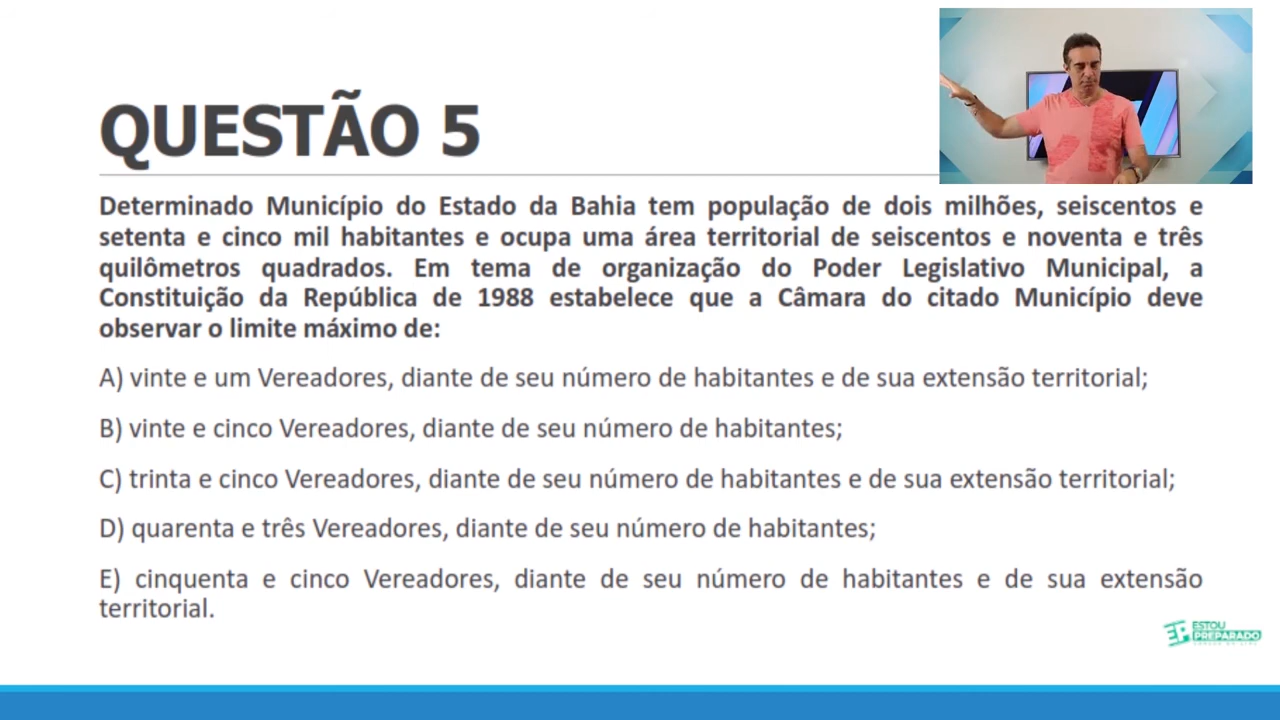 QUESTÃO 5
Determinado Município do Estado da Bahia tem população de dois milhões, seiscentos e
setenta e cinco mil habitantes e ocupa uma área territorial de seiscentos e noventa e três
quilômetros quadrados. Em tema de organização do Poder Legislativo Municipal, a
Constituição da República de 1988 estabelece que a Câmara do citado Município deve
observar o limite máximo de:
A) vinte e um Vereadores, diante de seu número de habitantes e de sua extensão territorial;
B) vinte e cinco Vereadores, diante de seu número de habitantes;
C) trinta e cinco Vereadores, diante de seu número de habitantes e de sua extensão territorial;
D) quarenta e três Vereadores, diante de seu número de habitantes;
E) cinquenta e cinco Vereadores, diante de seu número de habitantes e de sua extensão
territorial.
EP ESTOU
PREPARADO